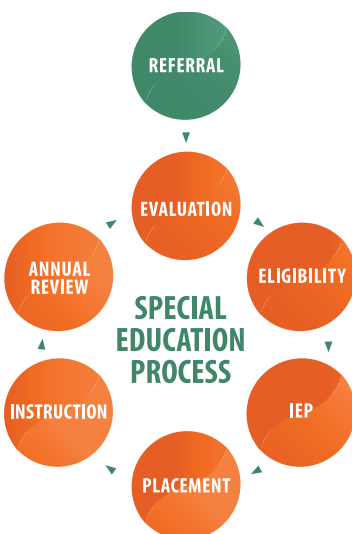 REFERRAL
EVALUATION
ELIGIBILITY
IEP
PLACEMENT
INSTRUCTION
ANNUAL
REVIEW
SPECIAL
EDUCATION
PROCESS